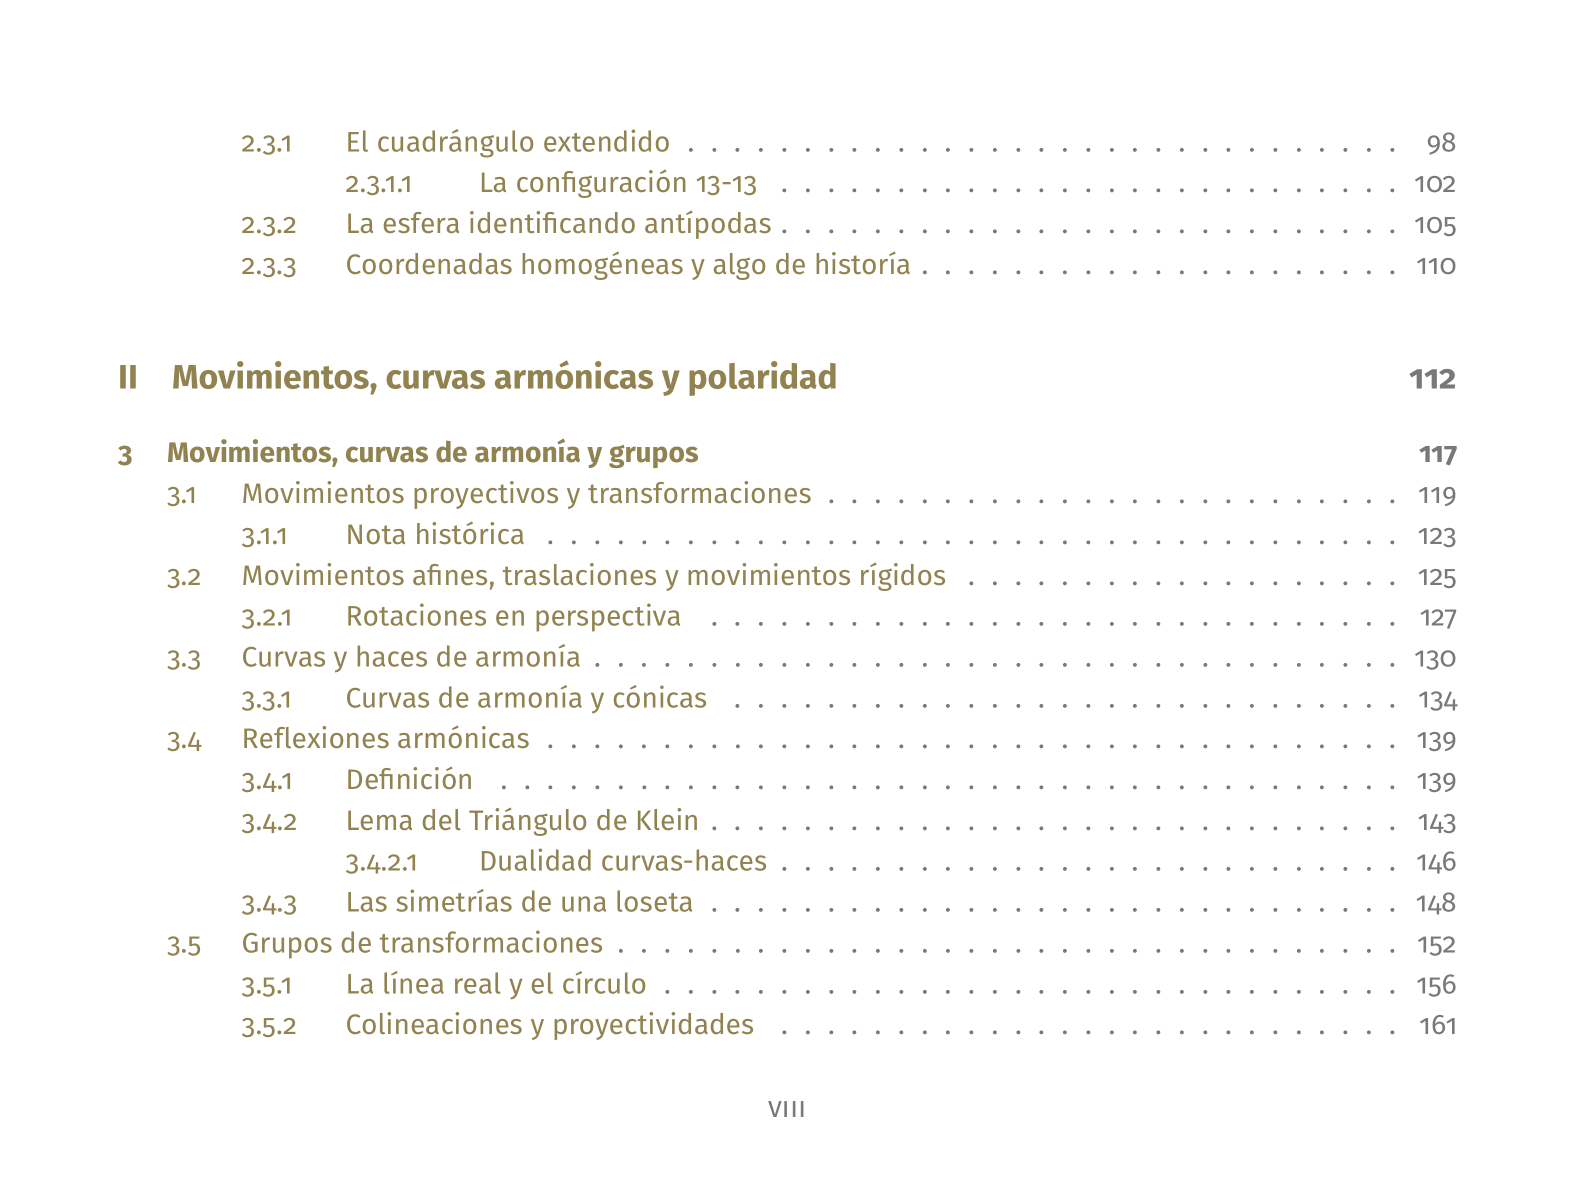 2.3.1 El cuadrángulo extendido . . . . . . . . . . . . . . . . . . . . . . . . . . . . . . . 98
2.3.1.1 La configuración 13-13 . . . . . . . . . . . . . . . . . . . . . . . . . . . 102
2.3.2 La esfera identificando antípodas . . . . . . . . . . . . . . . . . . . . . . . . . . . 105
2.3.3 Coordenadas homogéneas y algo de historía . . . . . . . . . . . . . . . . . . . . . 110
II Movimientos, curvas armónicas y polaridad 112
3 Movimientos, curvas de armonía y grupos 117
3.1 Movimientos proyectivos y transformaciones . . . . . . . . . . . . . . . . . . . . . . . . . 119
3.1.1 Nota histórica . . . . . . . . . . . . . . . . . . . . . . . . . . . . . . . . . . . . . 123
3.2 Movimientos afines, traslaciones y movimientos rígidos . . . . . . . . . . . . . . . . . . . 125
3.2.1 Rotaciones en perspectiva . . . . . . . . . . . . . . . . . . . . . . . . . . . . . . 127
3.3 Curvas y haces de armonía . . . . . . . . . . . . . . . . . . . . . . . . . . . . . . . . . . . 130
3.3.1 Curvas de armonía y cónicas . . . . . . . . . . . . . . . . . . . . . . . . . . . . . 134
3.4 Reflexiones armónicas . . . . . . . . . . . . . . . . . . . . . . . . . . . . . . . . . . . . . 139
3.4.1 Definición . . . . . . . . . . . . . . . . . . . . . . . . . . . . . . . . . . . . . . . 139
3.4.2 Lema del Triángulo de Klein . . . . . . . . . . . . . . . . . . . . . . . . . . . . . . 143
3.4.2.1 Dualidad curvas-haces . . . . . . . . . . . . . . . . . . . . . . . . . . . 146
3.4.3 Las simetrías de una loseta . . . . . . . . . . . . . . . . . . . . . . . . . . . . . . 148
3.5 Grupos de transformaciones . . . . . . . . . . . . . . . . . . . . . . . . . . . . . . . . . . 152
3.5.1 La línea real y el círculo . . . . . . . . . . . . . . . . . . . . . . . . . . . . . . . . 156
3.5.2 Colineaciones y proyectividades . . . . . . . . . . . . . . . . . . . . . . . . . . . 161
VIII